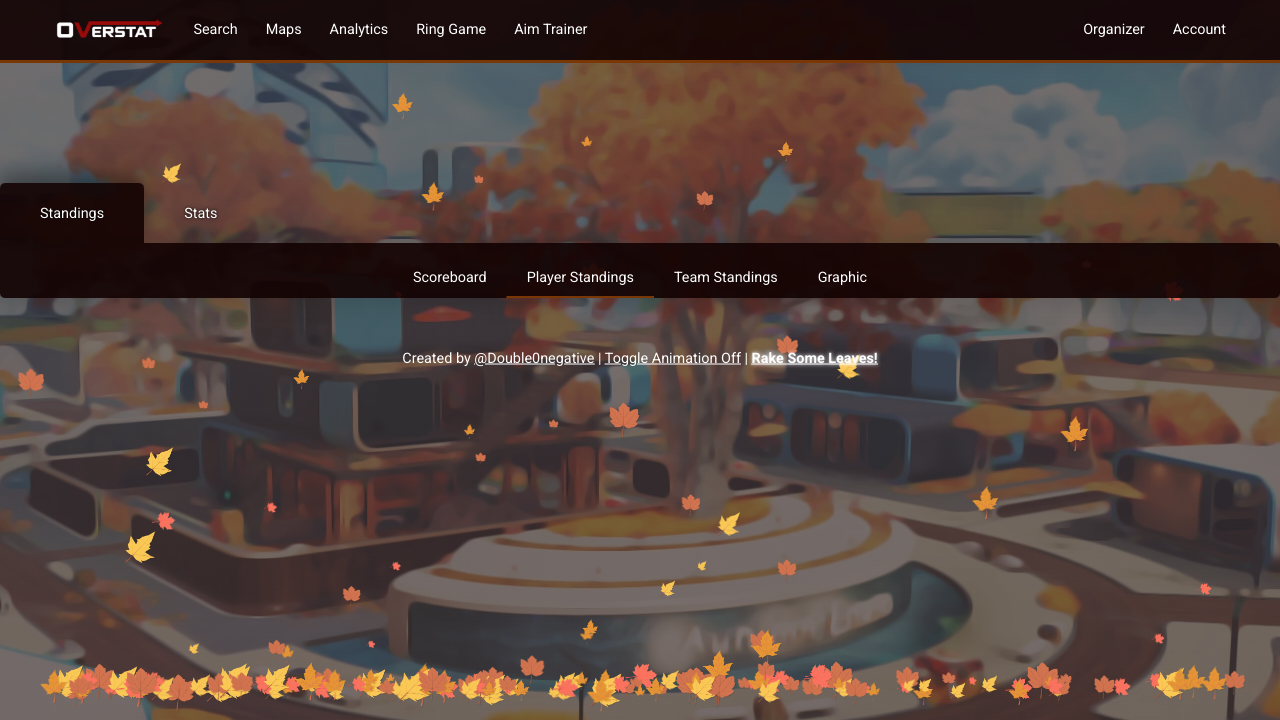 OVERSTAT Search Maps Analytics Ring Game Aim Trainer Organizer Account
Standings Stats
Scoreboard Player Standings Team Standings Graphic
Created by @Double0negative | Toggle Animation Off | Rake Some Leaves!